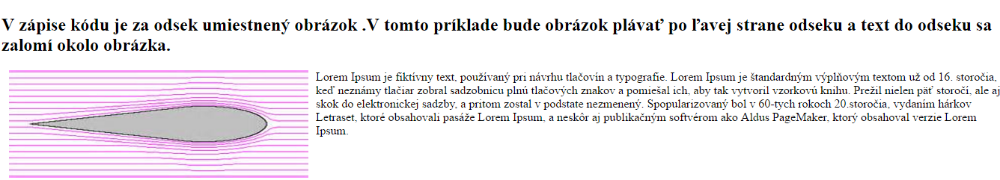 V zápise kódu je za odsek umiestnený obrázok .V tomto príklade bude obrázok plávať po ľavej strane odseku a text do odseku sa
zalomí okolo obrázka.
Lorem Ipsum je fiktívny text, používaný pri návrhu tlačovín a typografie. Lorem Ipsum je štandardným výplňovým textom už od 16. storočia,
keď neznámy tlačiar zobral sadzobnicu plnú tlačových znakov a pomiešal ich, aby tak vytvoril vzorkovú knihu. Prežil nielen päť storočí, ale aj
skok do elektronickej sadzby, a pritom zostal v podstate nezmenený. Spopularizovaný bol v 60-tych rokoch 20.storočia, vydaním hárkov
Letraset, ktoré obsahovali pasáže Lorem Ipsum, a neskôr aj publikačným softvérom ako Aldus PageMaker, ktorý obsahoval verzie Lorem
Ipsum.